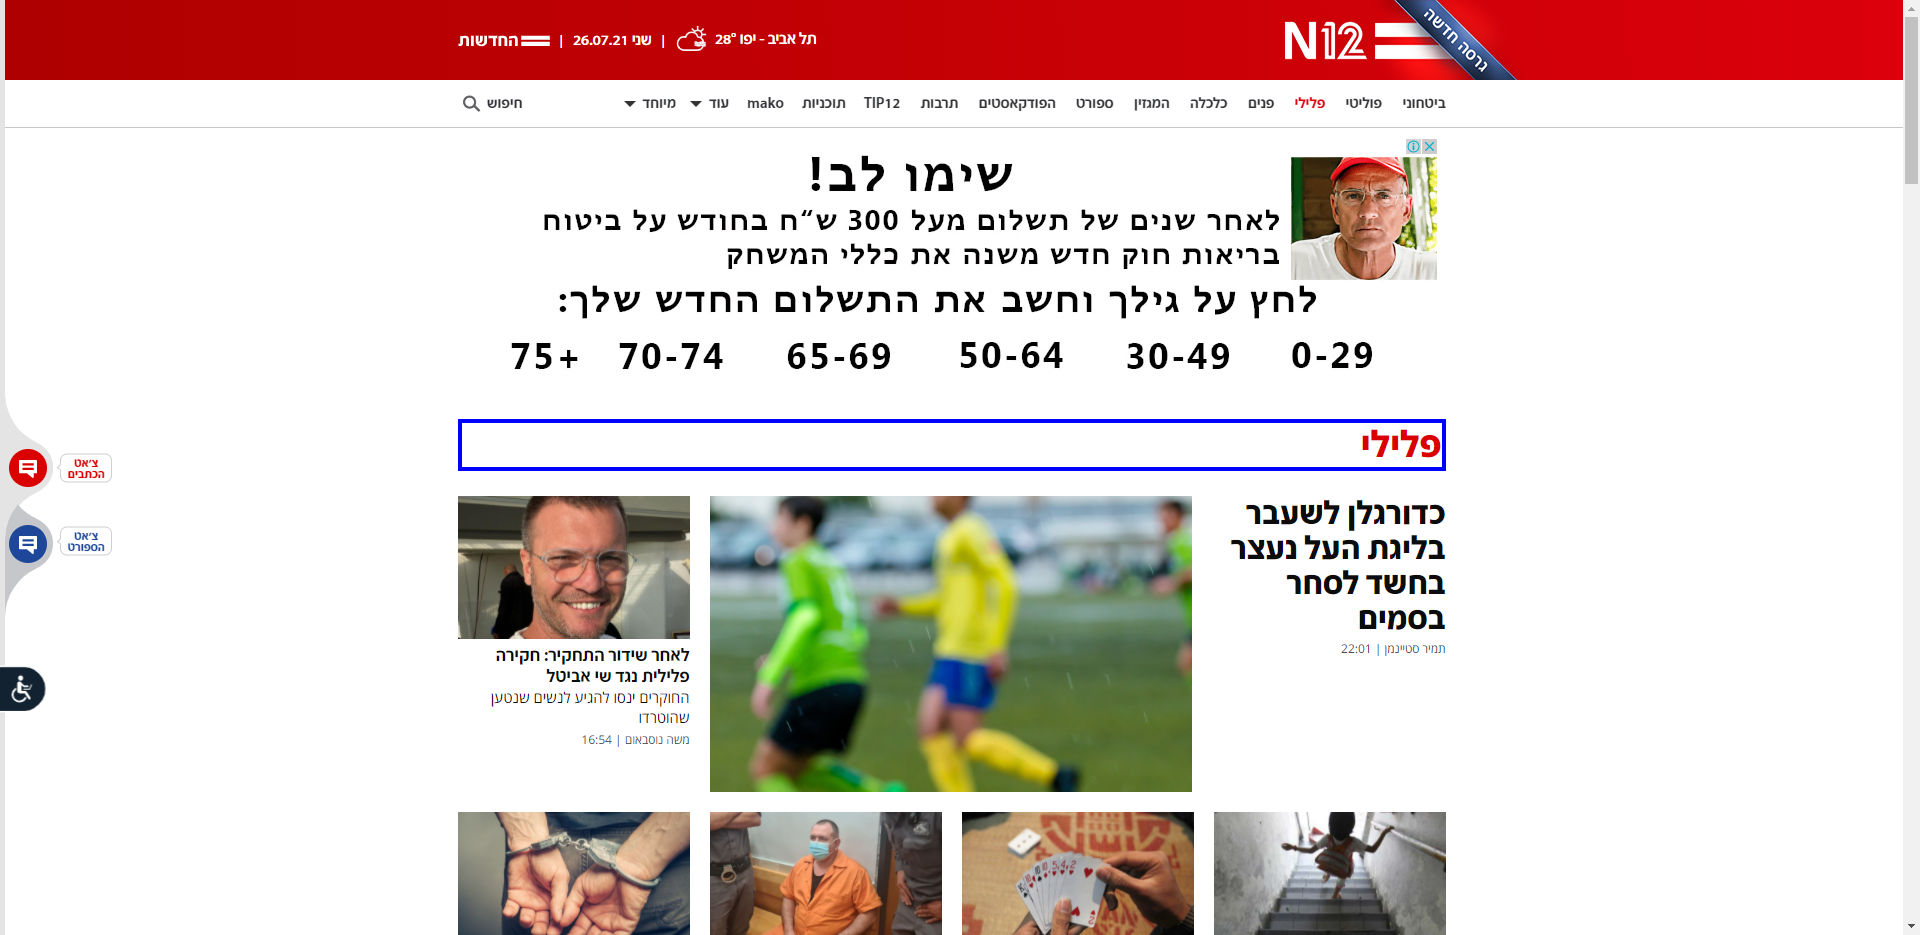 N12
גרסה חדשה
תל אביב - יפו 28°
| שני 26.07.21 |
החדשות
ביטחוני פוליטי פלילי פנים כלכלה המגזין ספורט הפודקאסטים תרבות TIP12 תוכניות mako עוד מיוחד
חיפוש
שימו לב!
לאחר שנים של תשלום מעל 300 ש“ח בחודש על ביטוח
בריאות חוק חדש משנה את כללי המשחק
לחץ על גילך וחשב את התשלום החדש שלך:
0-29 30-49 50-64 65-69 70-74 75+
פלילי
כדורגלן לשעבר
בליגת העל נעצר
בחשד לסחר
בסמים
תמיר סטיינמן | 22:01
לאחר שידור התחקיר: חקירה
פלילית נגד שי אביטל
החוקרים ינסו להגיע לנשים שנטען
שהוטרדו
משה נוסבאום | 16:54
צ׳אט
הכתבים
צ׳אט
הספורט